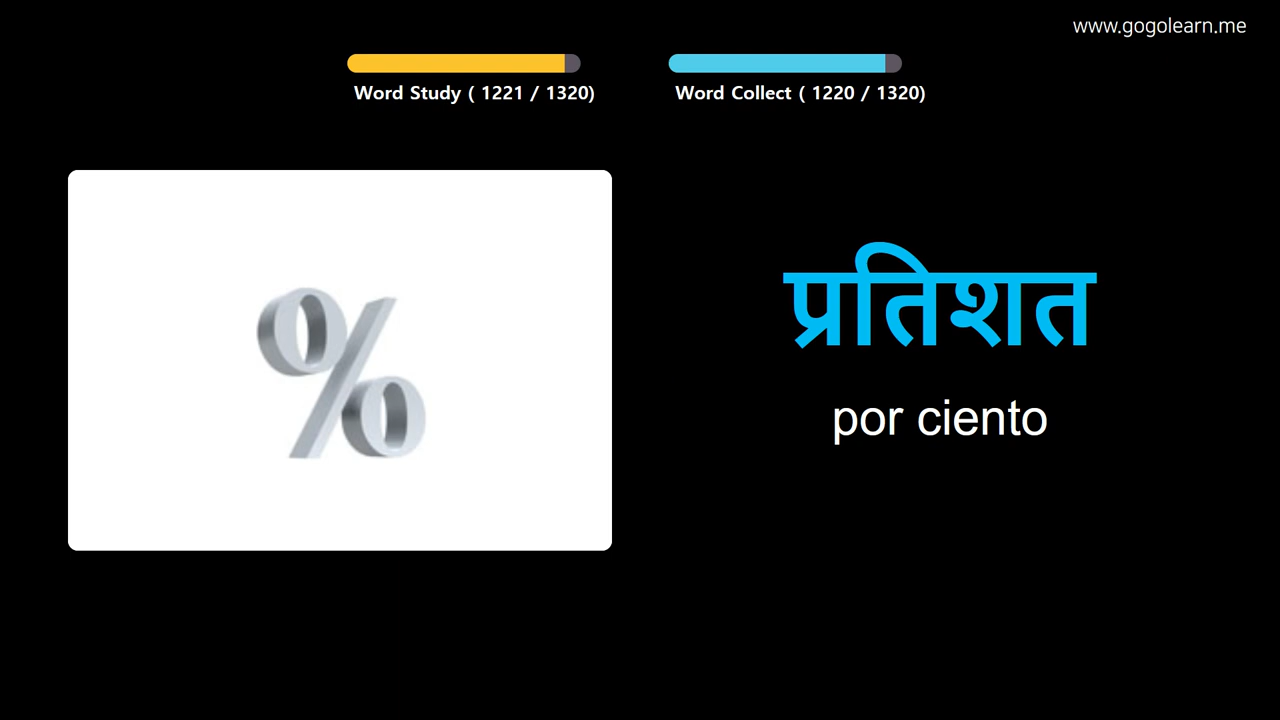 www.gogolearn.me
Word Study ( 1221 / 1320)
Word Collect ( 1220 / 1320)
%
प्रतिशत
por ciento